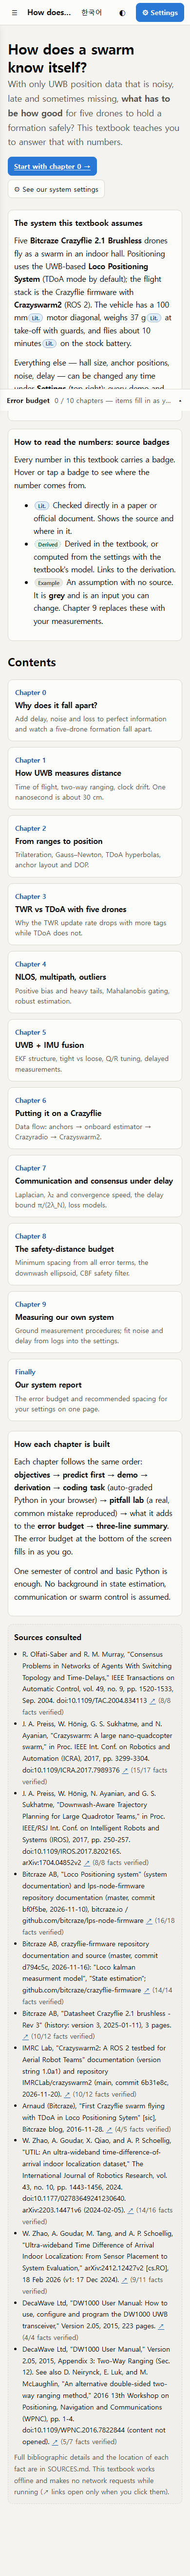 ☰ How does... 한국어 ◐ ⚙ Settings
How does a swarm
know itself?
With only UWB position data that is noisy,
late and sometimes missing, what has to
be how good for five drones to hold a
formation safely? This textbook teaches you
to answer that with numbers.
Start with chapter 0 →
⚙ See our system settings
The system this textbook assumes
Five Bitcraze Crazyflie 2.1 Brushless drones
fly as a swarm in an indoor hall. Positioning
uses the UWB-based Loco Positioning
System (TDoA mode by default); the flight
stack is the Crazyflie firmware with
Crazyswarm2 (ROS 2). The vehicle has a 100
mm Lit. motor diagonal, weighs 37 g Lit. at
take-off with guards, and flies about 10
minutes Lit. on the stock battery.
Everything else — hall size, anchor positions,
noise, delay — can be changed any time
Error budget 0 / 10 chapters — items fill in as y...
How to read the numbers: source badges
Every number in this textbook carries a badge.
Hover or tap a badge to see where the
number comes from.
Lit. Checked directly in a paper or
official document. Shows the source and
where in it.
Derived Derived in the textbook, or
computed from the settings with the
textbook's model. Links to the derivation.
Example An assumption with no source.
It is grey and is an input you can
change. Chapter 9 replaces these with
your measurements.
Contents
Chapter 0
Why does it fall apart?
Add delay, noise and loss to perfect information
and watch a five-drone formation fall apart.
Chapter 1
How UWB measures distance
Time of flight, two-way ranging, clock drift. One
nanosecond is about 30 cm.
Chapter 2
From ranges to position
Trilateration, Gauss–Newton, TDoA hyperbolas,
anchor layout and DOP.
Chapter 3
TWR vs TDoA with five drones
Why the TWR update rate drops with more tags
while TDoA does not.
Chapter 4
NLOS, multipath, outliers
Positive bias and heavy tails, Mahalanobis gating,
robust estimation.
Chapter 5
UWB + IMU fusion
EKF structure, tight vs loose, Q/R tuning, delayed
measurements.
Chapter 6
Putting it on a Crazyflie
Data flow: anchors → onboard estimator →
Crazyradio → Crazyswarm2.
Chapter 7
Communication and consensus under delay
Laplacian, λ₂ and convergence speed, the delay
bound π/(2λ_N), loss models.
Chapter 8
The safety-distance budget
Minimum spacing from all error terms, the
downwash ellipsoid, CBF safety filter.
Chapter 9
Measuring our own system
Ground measurement procedures; fit noise and
delay from logs into the settings.
Finally
Our system report
The error budget and recommended spacing for
your settings on one page.
How each chapter is built
Each chapter follows the same order:
objectives → predict first → demo →
derivation → coding task (auto-graded
Python in your browser) → pitfall lab (a real,
common mistake reproduced) → what it adds
to the error budget → three-line summary.
The error budget at the bottom of the screen
fills in as you go.
One semester of control and basic Python is
enough. No background in state estimation,
communication or swarm control is assumed.
Sources consulted
R. Olfati-Saber and R. M. Murray, "Consensus
Problems in Networks of Agents With Switching
Topology and Time-Delays," IEEE Transactions on
Automatic Control, vol. 49, no. 9, pp. 1520-1533,
Sep. 2004. doi:10.1109/TAC.2004.834113 ↗ (8/8
facts verified)
J. A. Preiss, W. Hönig, G. S. Sukhatme, and N.
Ayanian, "Crazyswarm: A large nano-quadcopter
swarm," in Proc. IEEE Int. Conf. on Robotics and
Automation (ICRA), 2017, pp. 3299-3304.
doi:10.1109/ICRA.2017.7989376 ↗ (15/17 facts
verified)
J. A. Preiss, W. Hönig, N. Ayanian, and G. S.
Sukhatme, "Downwash-Aware Trajectory
Planning for Large Quadrotor Teams," in Proc.
IEEE/RSJ Int. Conf. on Intelligent Robots and
Systems (IROS), 2017, pp. 250-257.
doi:10.1109/IROS.2017.8202165.
arXiv:1704.04852v2 ↗ (8/8 facts verified)
Bitcraze AB, "Loco Positioning system" (system
documentation) and lps-node-firmware
repository documentation (master, commit
bf0f5be, 2026-11-10), bitcraze.io /
github.com/bitcraze/lps-node-firmware ↗ (16/18
facts verified)
Bitcraze AB, crazyflie-firmware repository
documentation and source (master, commit
d794c5c, 2026-11-16): "Loco kalman
measurment model", "State estimation";
github.com/bitcraze/crazyflie-firmware ↗ (14/14
facts verified)
Bitcraze AB, "Datasheet Crazyflie 2.1 brushless -
Rev 3" (history: version 3, 2025-01-11), 3 pages.
↗ (10/12 facts verified)
IMRC Lab, "Crazyswarm2: A ROS 2 testbed for
Aerial Robot Teams" documentation (version
string 1.0a1) and repository
IMRCLab/crazyswarm2 (main, commit 6b31e8c,
2026-11-20). ↗ (10/12 facts verified)
Arnaud (Bitcraze), "First Crazyflie swarm flying
with TDoA in Loco Positioning Sytem" [sic],
Bitcraze blog, 2016-11-28. ↗ (4/5 facts verified)
W. Zhao, A. Goudar, X. Qiao, and A. P. Schoellig,
"UTIL: An ultra-wideband time-difference-of-
arrival indoor localization dataset," The
International Journal of Robotics Research, vol.
43, no. 10, pp. 1443-1456, 2024.
doi:10.1177/02783649241230640.
arXiv:2203.14471v6 (2024-02-05). ↗ (14/16 facts
verified)
W. Zhao, A. Goudar, M. Tang, and A. P. Schoellig,
"Ultra-wideband Time Difference of Arrival
Indoor Localization: From Sensor Placement to
System Evaluation," arXiv:2412.12427v2 [cs.RO],
18 Feb 2026 (v1: 17 Dec 2024). ↗ (9/11 facts
verified)
DecaWave Ltd, "DW1000 User Manual: How to
use, configure and program the DW1000 UWB
transceiver," Version 2.05, 2015, 223 pages. ↗
(4/4 facts verified)
DecaWave Ltd, "DW1000 User Manual," Version
2.05, 2015, Appendix 3: Two-Way Ranging (Sec.
12). See also D. Neirynck, E. Luk, and M.
McLaughlin, "An alternative double-sided two-
way ranging method," 2016 13th Workshop on
Positioning, Navigation and Communications
(WPNC), pp. 1-4.
doi:10.1109/WPNC.2016.7822844 (content not
opened). ↗ (5/7 facts verified)
Full bibliographic details and the location of each
fact are in SOURCES.md. This textbook works
offline and makes no network requests while
running (↗ links open only when you click them).